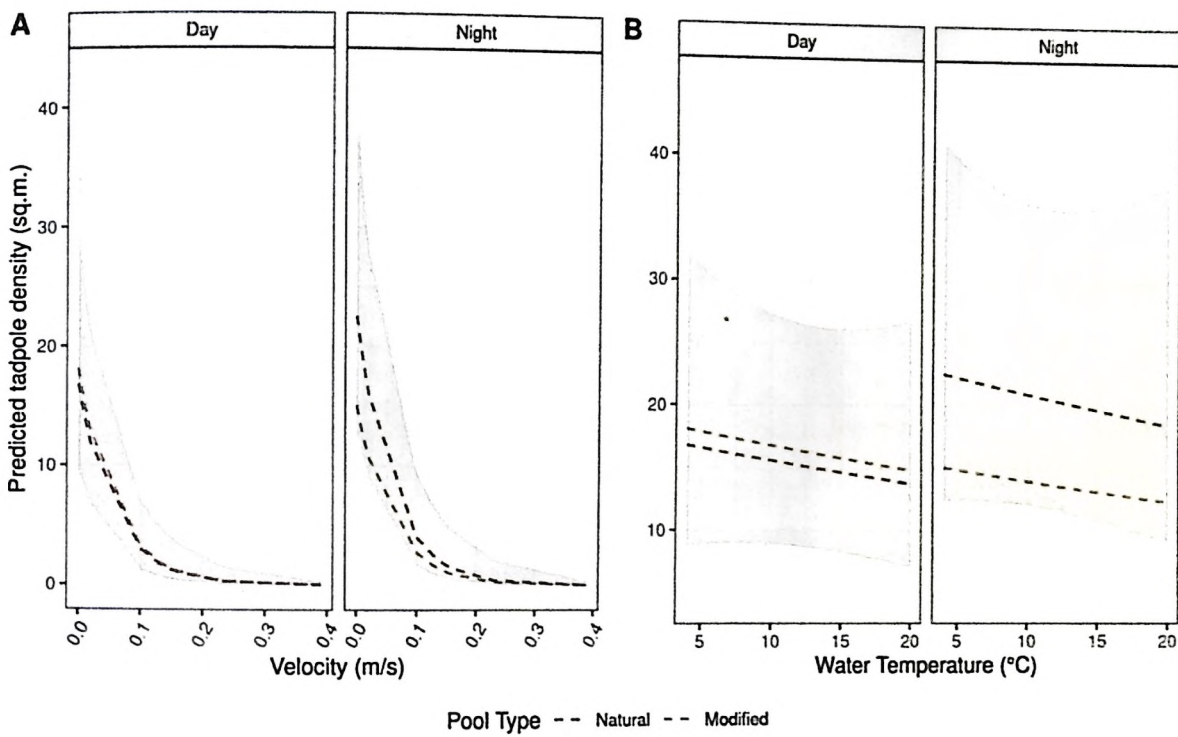 A
Day
Night
Predicted tadpole density (sq.m.)
40
30
20
10
0
0.0 0.1 0.2 0.3 0.4
0.0 0.1 0.2 0.3 0.4
Velocity (m/s)
B
Day
Night
40
30
20
10
5 10 15 20
5 10 15 20
Water Temperature (°C)
Pool Type -- Natural -- Modified